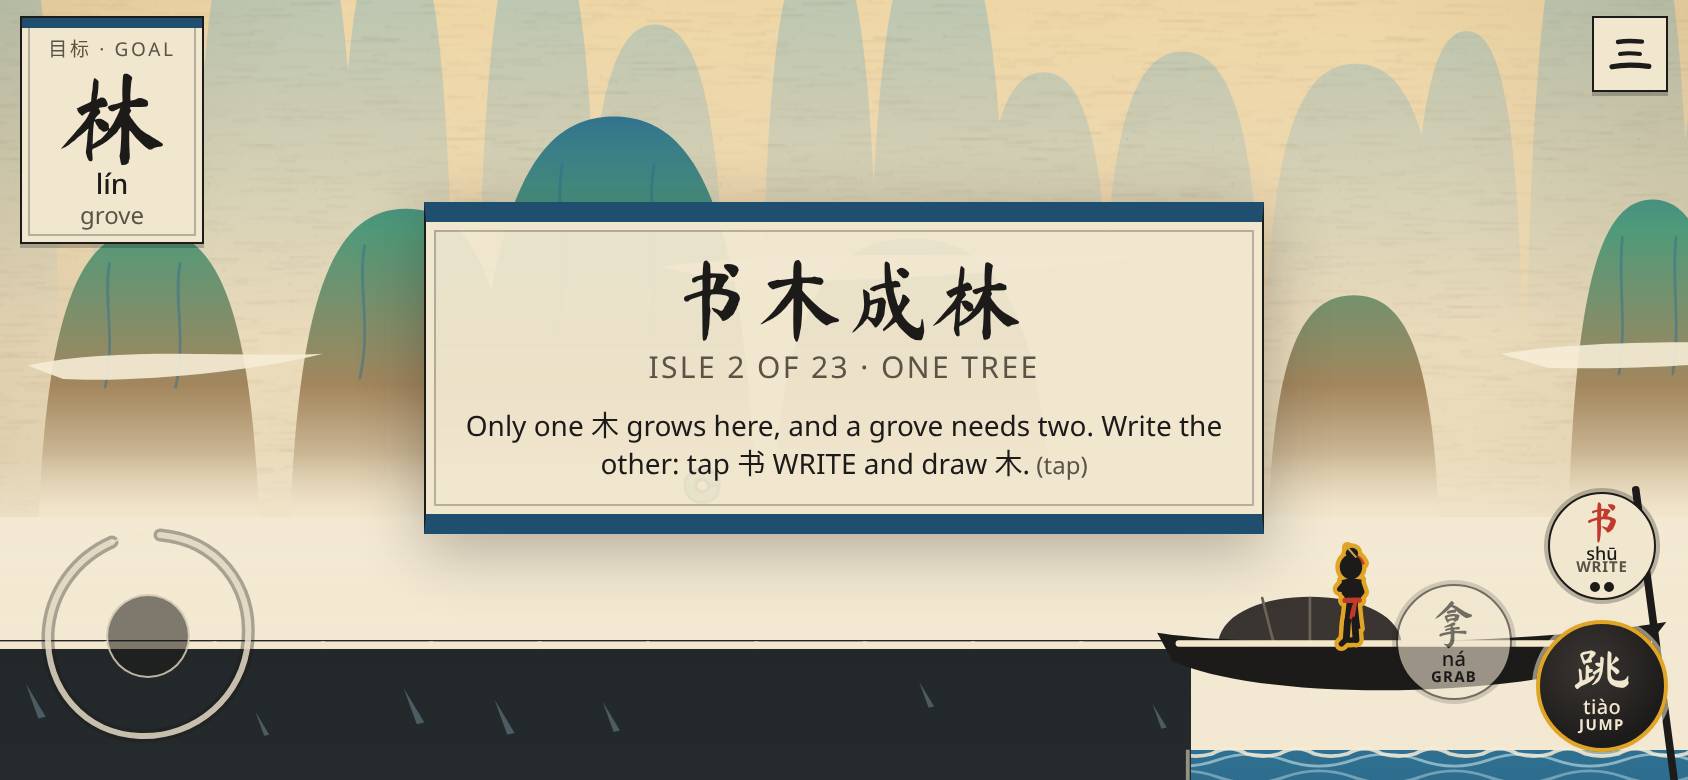 目标 · GOAL
林
lín
grove
三
书木成林
ISLE 2 OF 23 · ONE TREE
Only one 木 grows here, and a grove needs two. Write the
other: tap 书 WRITE and draw 木. (tap)
书
shū
WRITE
拿
ná
GRAB
跳
tiào
JUMP